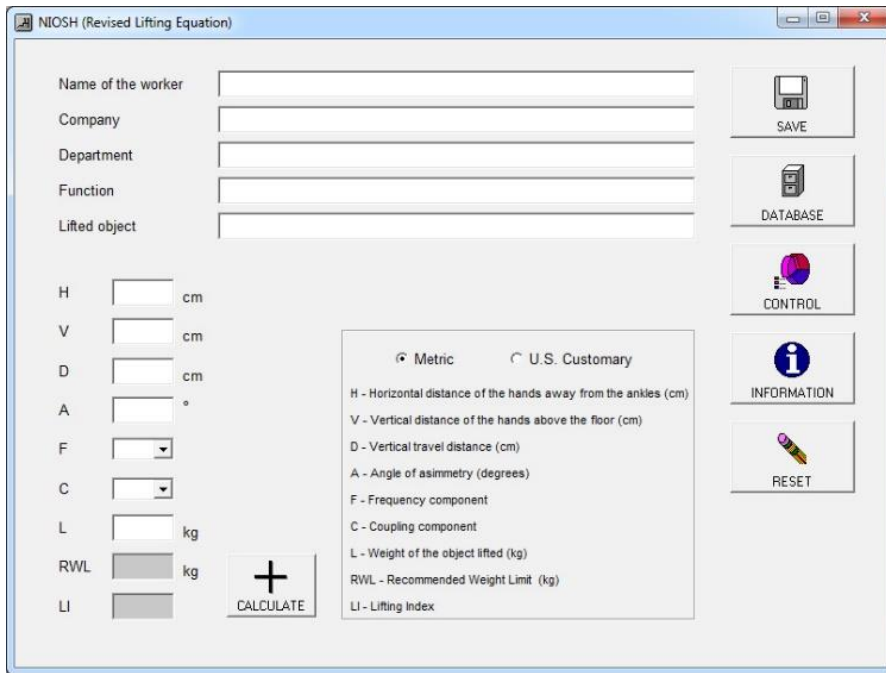 NIOSH (Revised Lifting Equation)
Name of the worker
Company
Department
Function
Lifted object
SAVE
DATABASE
CONTROL
INFORMATION
RESET
H cm
V cm
D cm
A °
F
C
L kg
RWL kg
LI
CALCULATE
Metric U.S. Customary
H - Horizontal distance of the hands away from the ankles (cm)
V - Vertical distance of the hands above the floor (cm)
D - Vertical travel distance (cm)
A - Angle of asimmetry (degrees)
F - Frequency component
C - Coupling component
L - Weight of the object lifted (kg)
RWL - Recommended Weight Limit (kg)
LI - Lifting Index